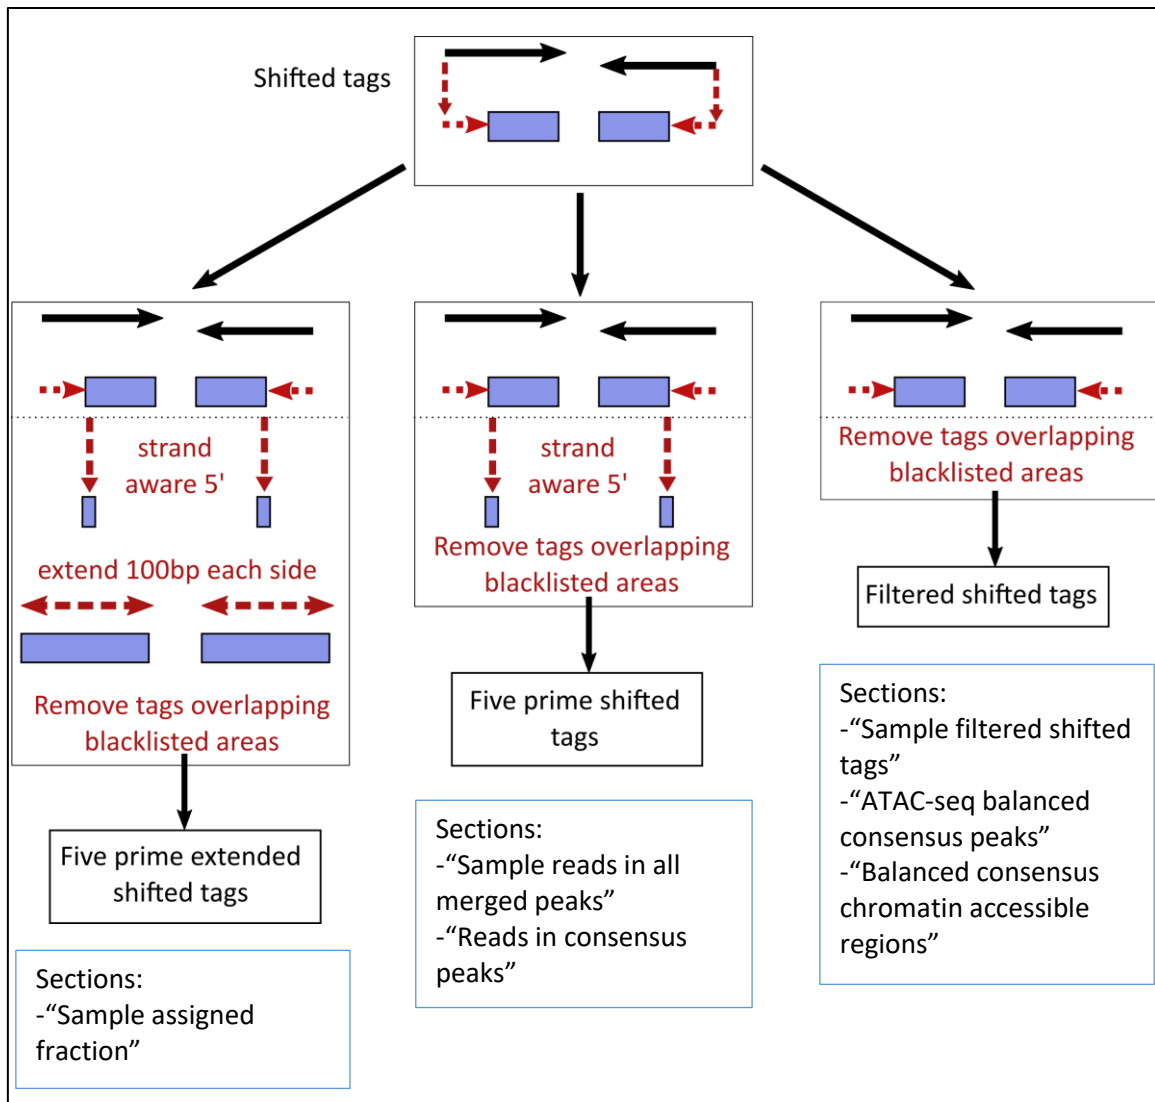 Shifted tags
strand
aware 5'
extend 100bp each side
Remove tags overlapping
blacklisted areas
Five prime extended
shifted tags
Sections:
-“Sample assigned
fraction”
strand
aware 5'
Remove tags overlapping
blacklisted areas
Five prime shifted
tags
Sections:
-“Sample reads in all
merged peaks”
-“Reads in consensus
peaks”
Remove tags overlapping
blacklisted areas
Filtered shifted tags
Sections:
-“Sample filtered shifted
tags”
-“ATAC-seq balanced
consensus peaks”
-“Balanced consensus
chromatin accessible
regions”